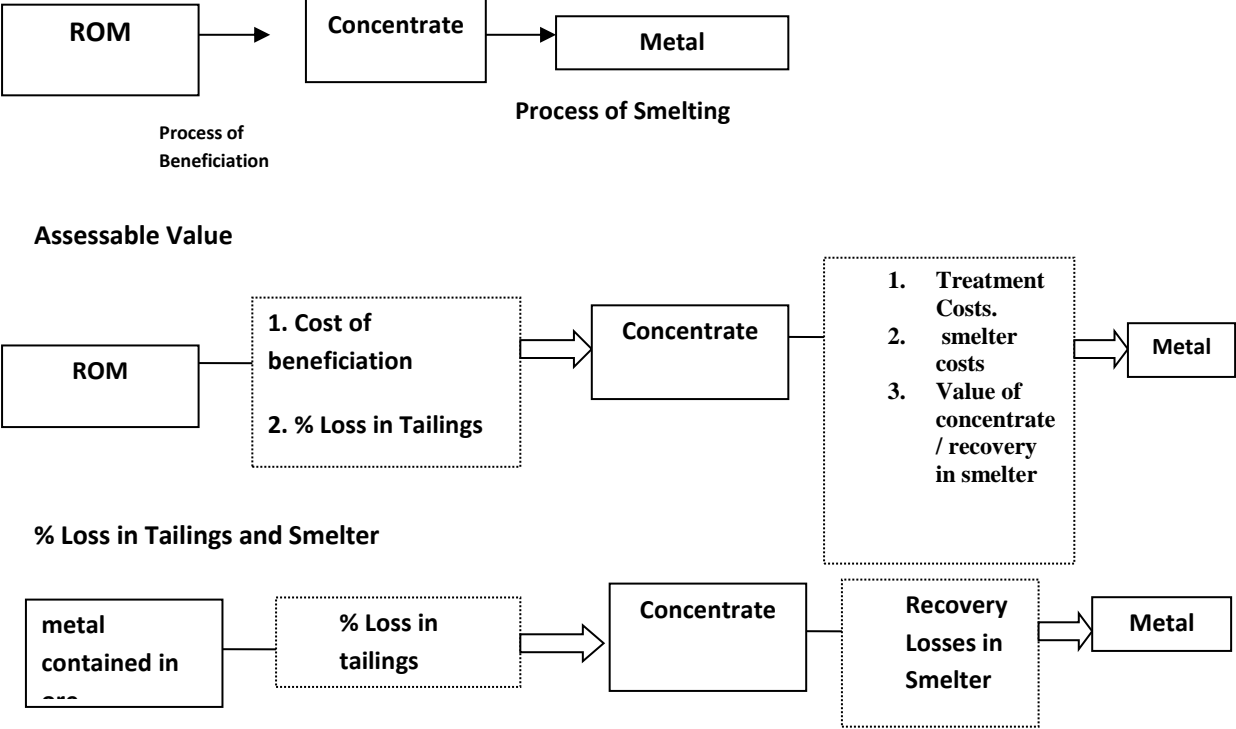 ROM
Concentrate
Metal
Process of Smelting
Process of
Beneficiation
Assessable Value
ROM
1. Cost of
beneficiation
2. % Loss in Tailings
Concentrate
1. Treatment
Costs.
2. smelter
costs
3. Value of
concentrate
/ recovery
in smelter
Metal
% Loss in Tailings and Smelter
metal
contained in
% Loss in
tailings
Concentrate
Recovery
Losses in
Smelter
Metal